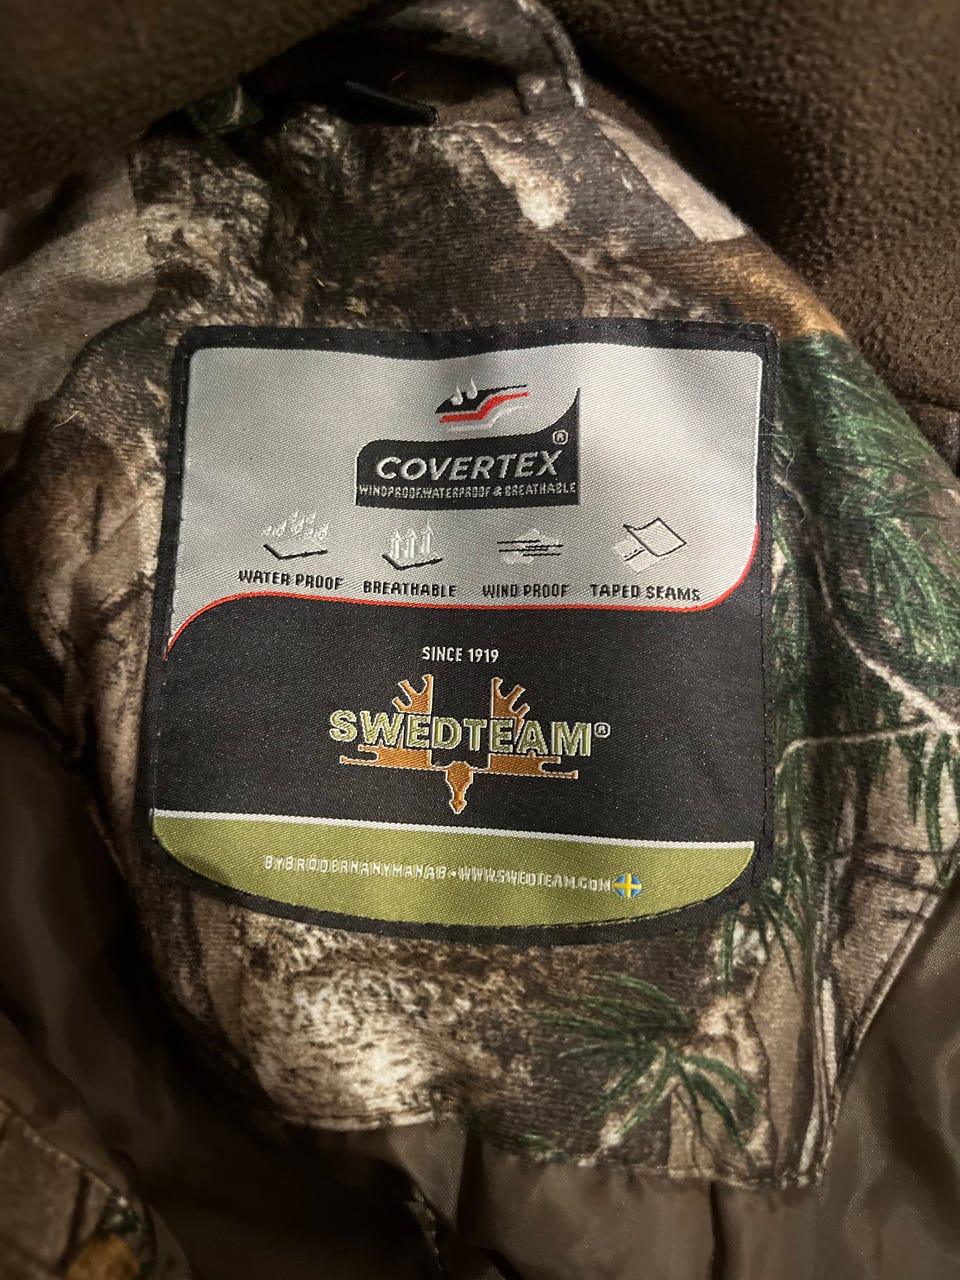 COVERTEX®
WINDPROOF,WATERPROOF & BREATHABLE
WATER PROOF BREATHABLE WIND PROOF TAPED SEAMS
SINCE 1919
SWEDTEAM®
BY BRÖDERNA NYMAN AB - WWW.SWEDTEAM.COM